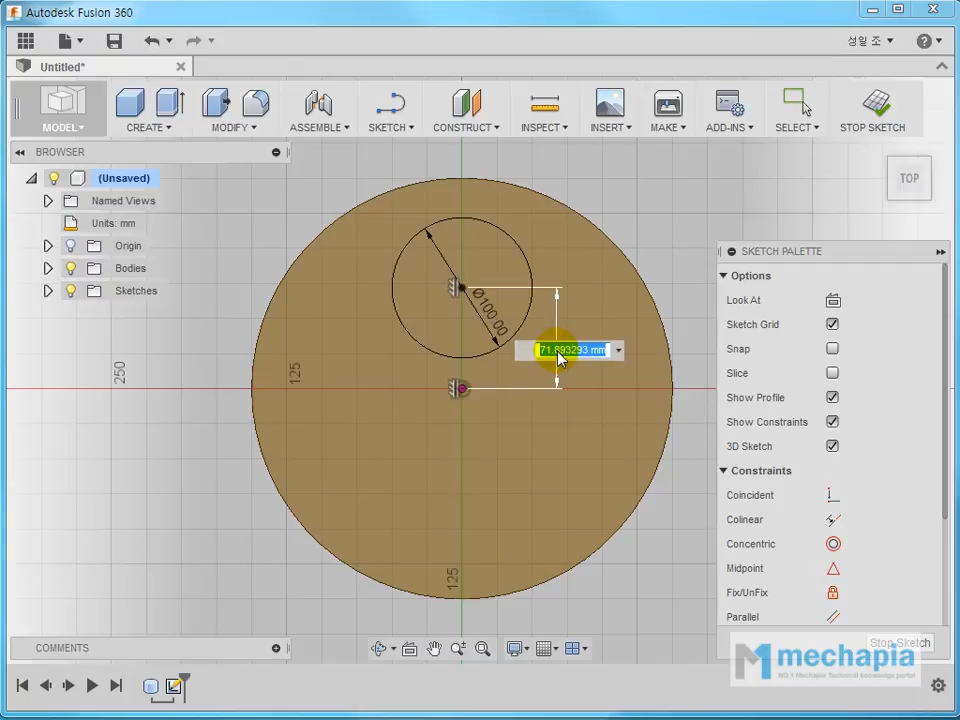 Autodesk Fusion 360
성일 조
Untitled*
MODEL
CREATE
MODIFY
ASSEMBLE
SKETCH
CONSTRUCT
INSPECT
INSERT
MAKE
ADD-INS
SELECT
STOP SKETCH
BROWSER
(Unsaved)
Named Views
Units: mm
Origin
Bodies
Sketches
TOP
Ø100.00
71.893293 mm
250
125
125
SKETCH PALETTE
Options
Look At
Sketch Grid
Snap
Slice
Show Profile
Show Constraints
3D Sketch
Constraints
Coincident
Colinear
Concentric
Midpoint
Fix/UnFix
Parallel
Stop Sketch
COMMENTS
mechapia
NO.1 Mechapia Technical knowledge portal